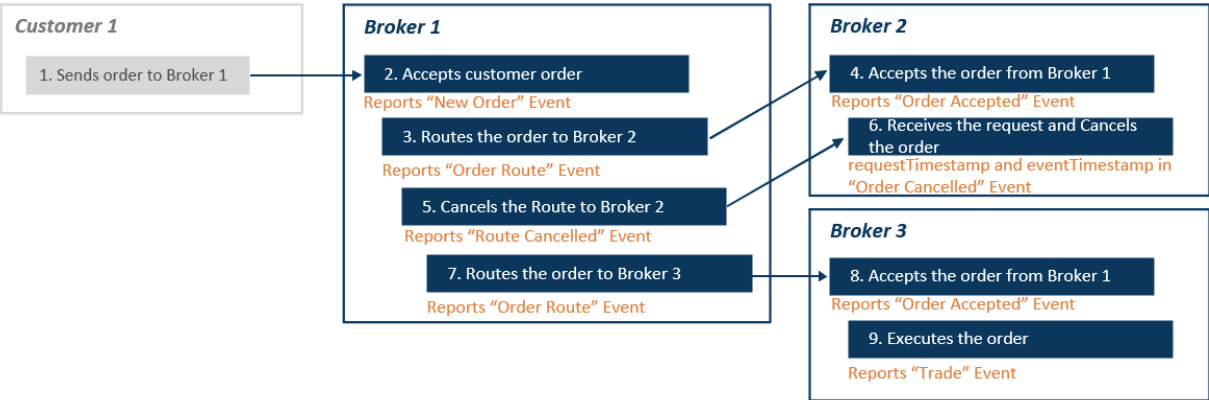 Customer 1
1. Sends order to Broker 1
Broker 1
2. Accepts customer order
Reports “New Order” Event
3. Routes the order to Broker 2
Reports “Order Route” Event
5. Cancels the Route to Broker 2
Reports “Route Cancelled” Event
7. Routes the order to Broker 3
Reports “Order Route” Event
Broker 2
4. Accepts the order from Broker 1
Reports “Order Accepted” Event
6. Receives the request and Cancels
the order
requestTimestamp and eventTimestamp in
“Order Cancelled” Event
Broker 3
8. Accepts the order from Broker 1
Reports “Order Accepted” Event
9. Executes the order
Reports “Trade” Event